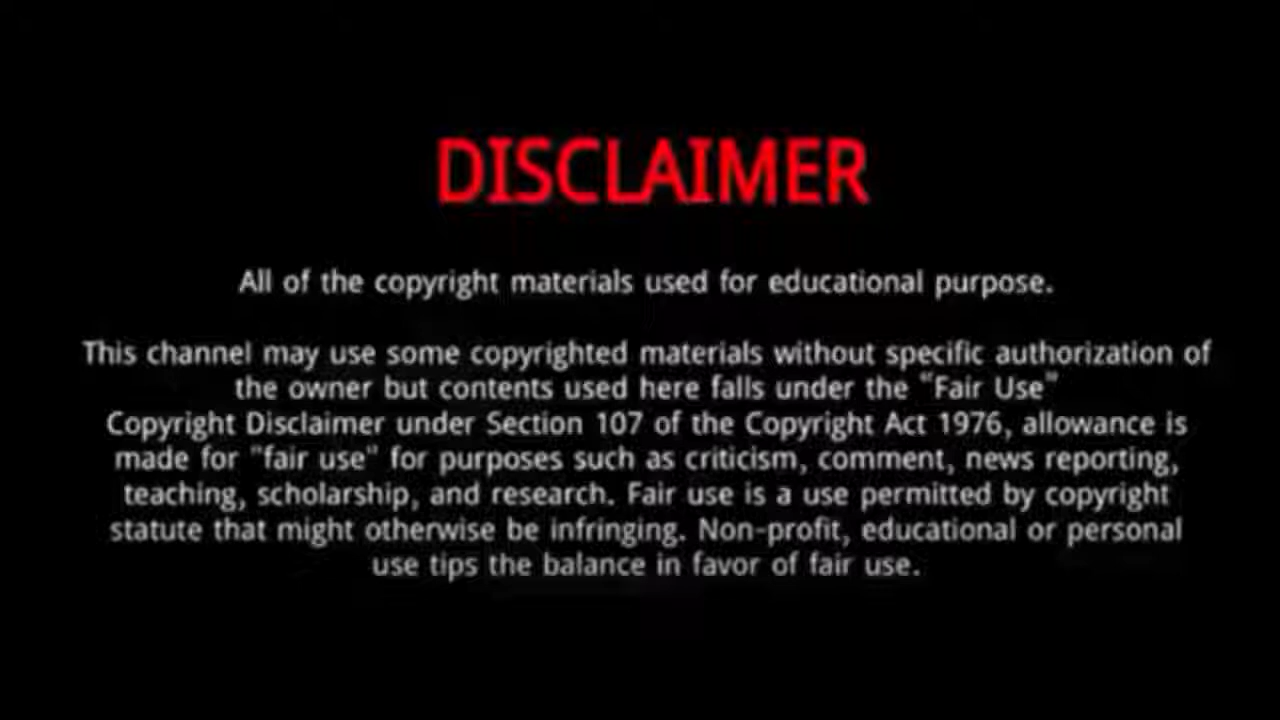 DISCLAIMER
All of the copyright materials used for educational purpose.
This channel may use some copyrighted materials without specific authorization of
the owner but contents used here falls under the "Fair Use"
Copyright Disclaimer under Section 107 of the Copyright Act 1976, allowance is
made for "fair use" for purposes such as criticism, comment, news reporting,
teaching, scholarship, and research. Fair use is a use permitted by copyright
statute that might otherwise be infringing. Non-profit, educational or personal
use tips the balance in favor of fair use.